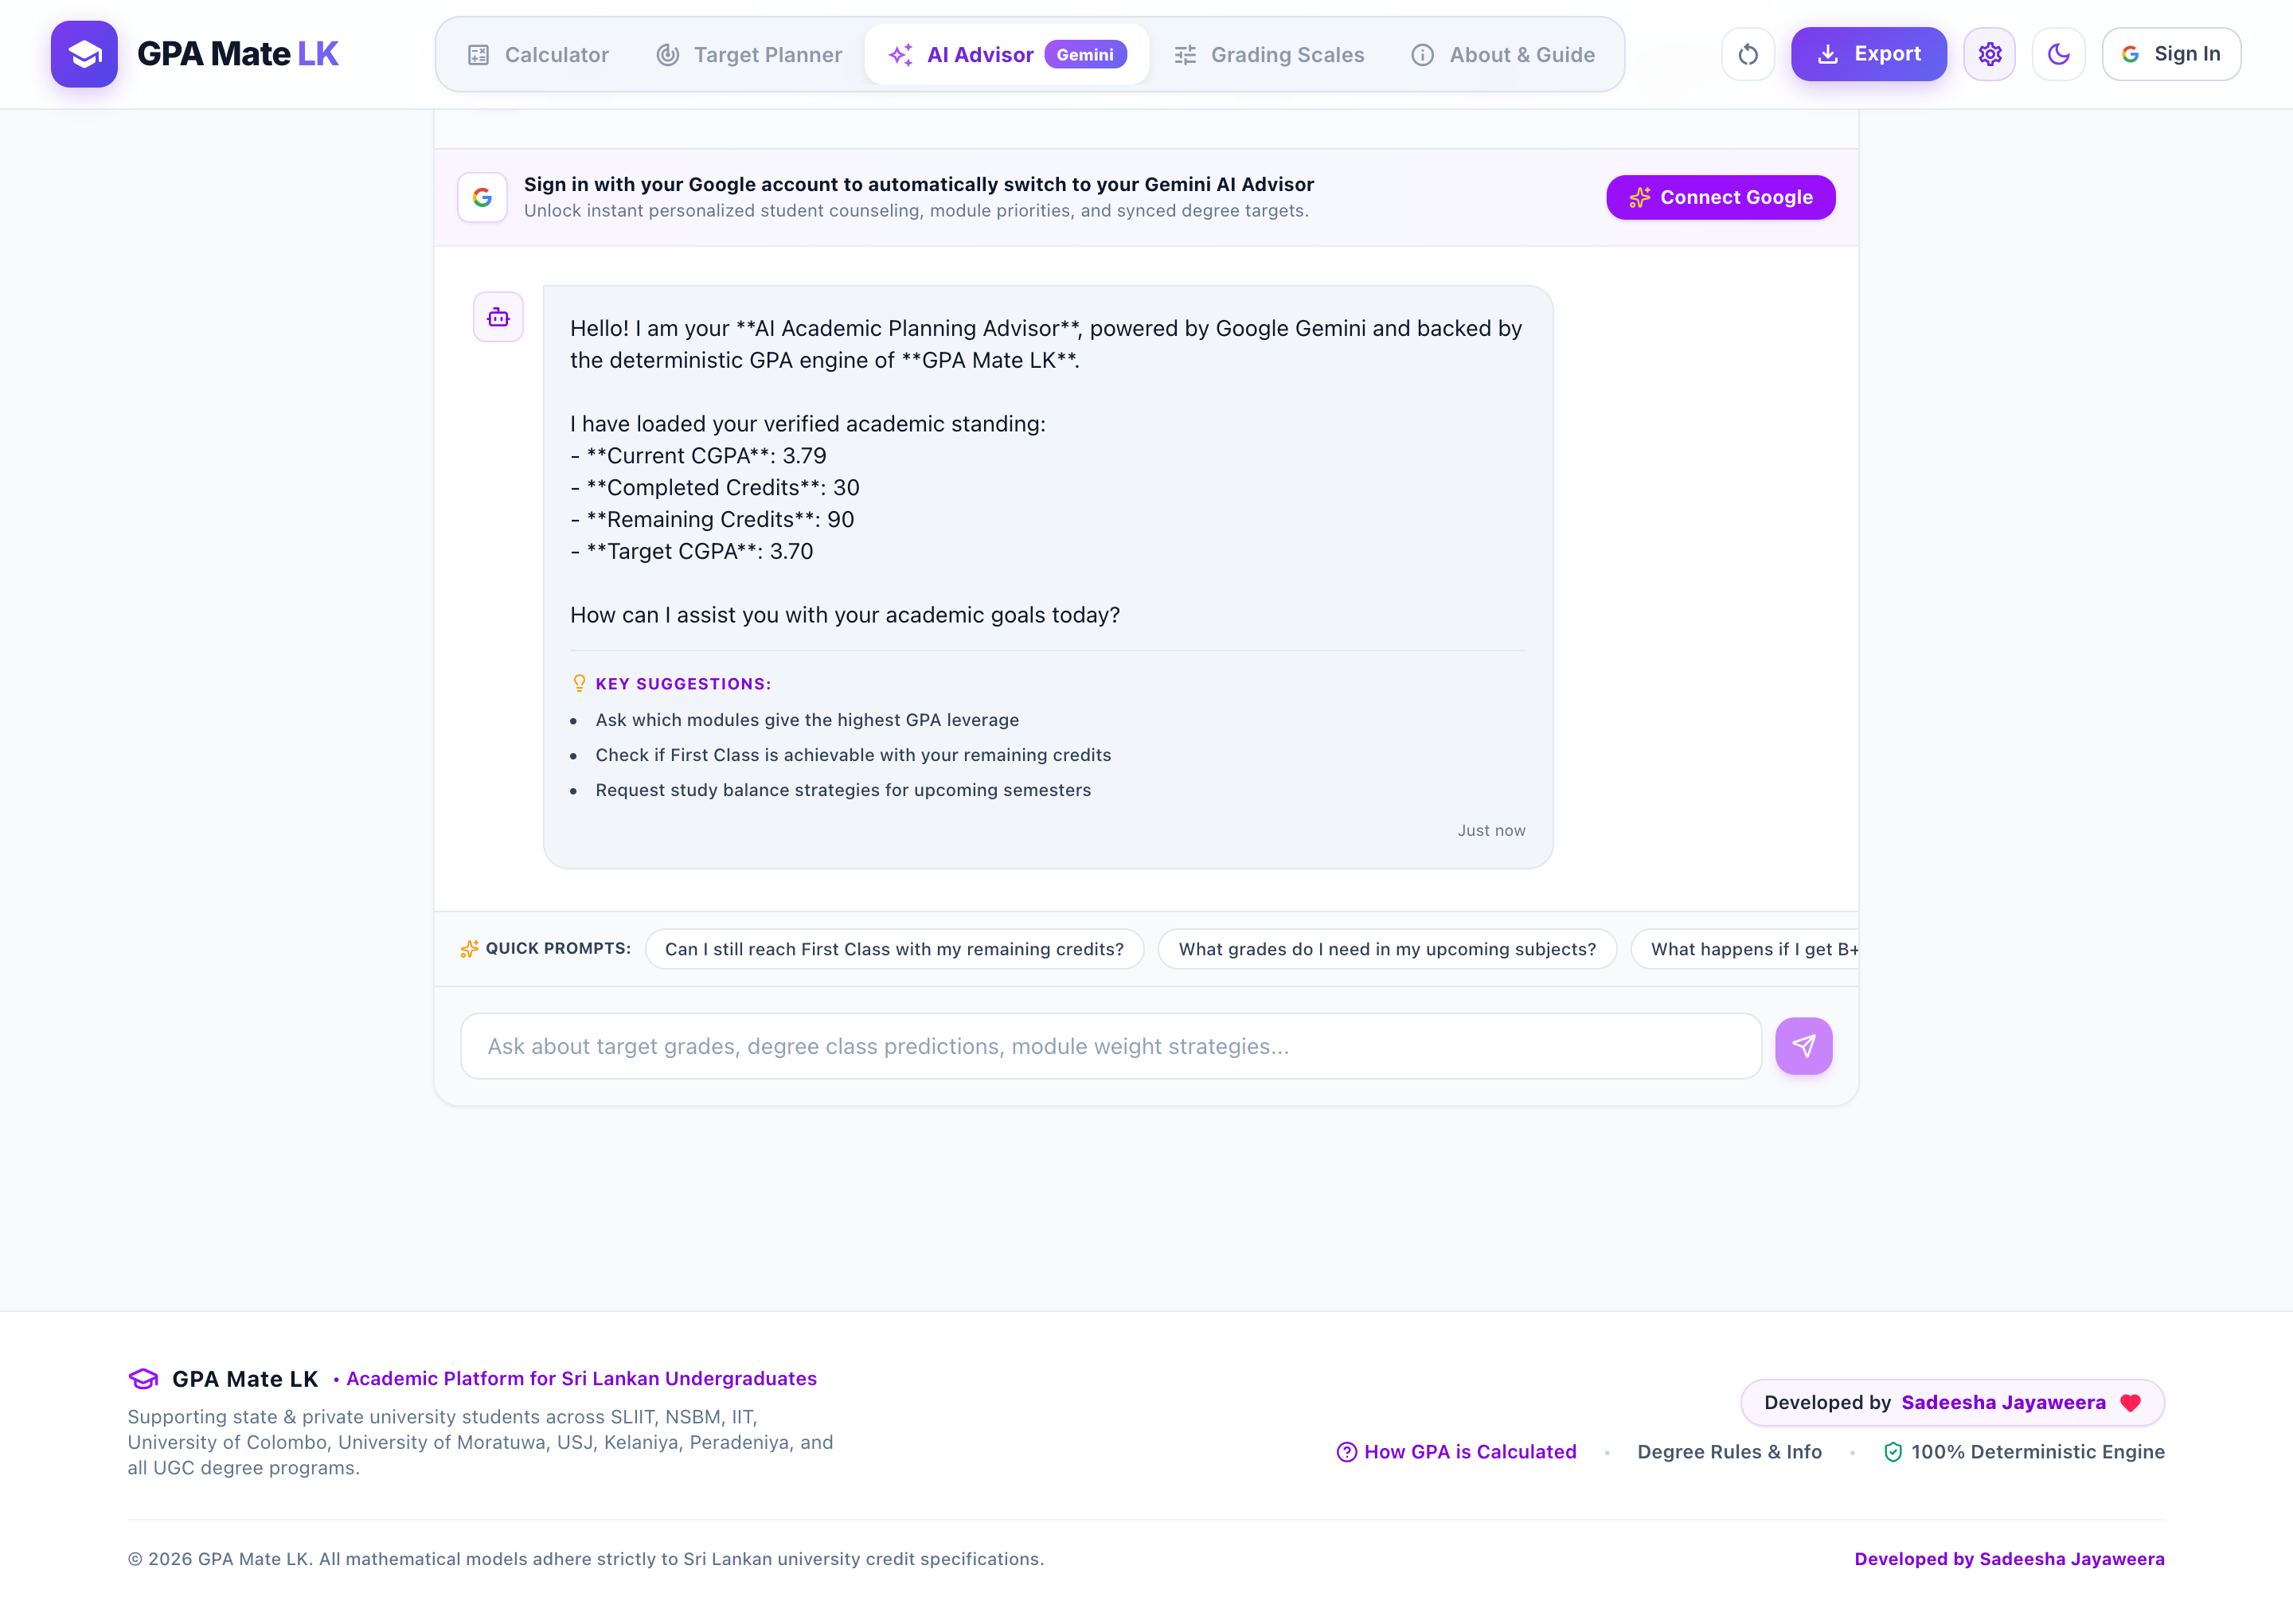 GPA Mate LK
Calculator
Target Planner
AI Advisor Gemini
Grading Scales
About & Guide
Export
Sign In
Sign in with your Google account to automatically switch to your Gemini AI Advisor
Unlock instant personalized student counseling, module priorities, and synced degree targets.
Connect Google
Hello! I am your **AI Academic Planning Advisor**, powered by Google Gemini and backed by
the deterministic GPA engine of **GPA Mate LK**.
I have loaded your verified academic standing:
- **Current CGPA**: 3.79
- **Completed Credits**: 30
- **Remaining Credits**: 90
- **Target CGPA**: 3.70
How can I assist you with your academic goals today?
KEY SUGGESTIONS:
• Ask which modules give the highest GPA leverage
• Check if First Class is achievable with your remaining credits
• Request study balance strategies for upcoming semesters
Just now
QUICK PROMPTS:
Can I still reach First Class with my remaining credits?
What grades do I need in my upcoming subjects?
What happens if I get B+
Ask about target grades, degree class predictions, module weight strategies...
GPA Mate LK • Academic Platform for Sri Lankan Undergraduates
Supporting state & private university students across SLIIT, NSBM, IIT,
University of Colombo, University of Moratuwa, USJ, Kelaniya, Peradeniya, and
all UGC degree programs.
Developed by Sadeesha Jayaweera
How GPA is Calculated • Degree Rules & Info • 100% Deterministic Engine
© 2026 GPA Mate LK. All mathematical models adhere strictly to Sri Lankan university credit specifications.
Developed by Sadeesha Jayaweera